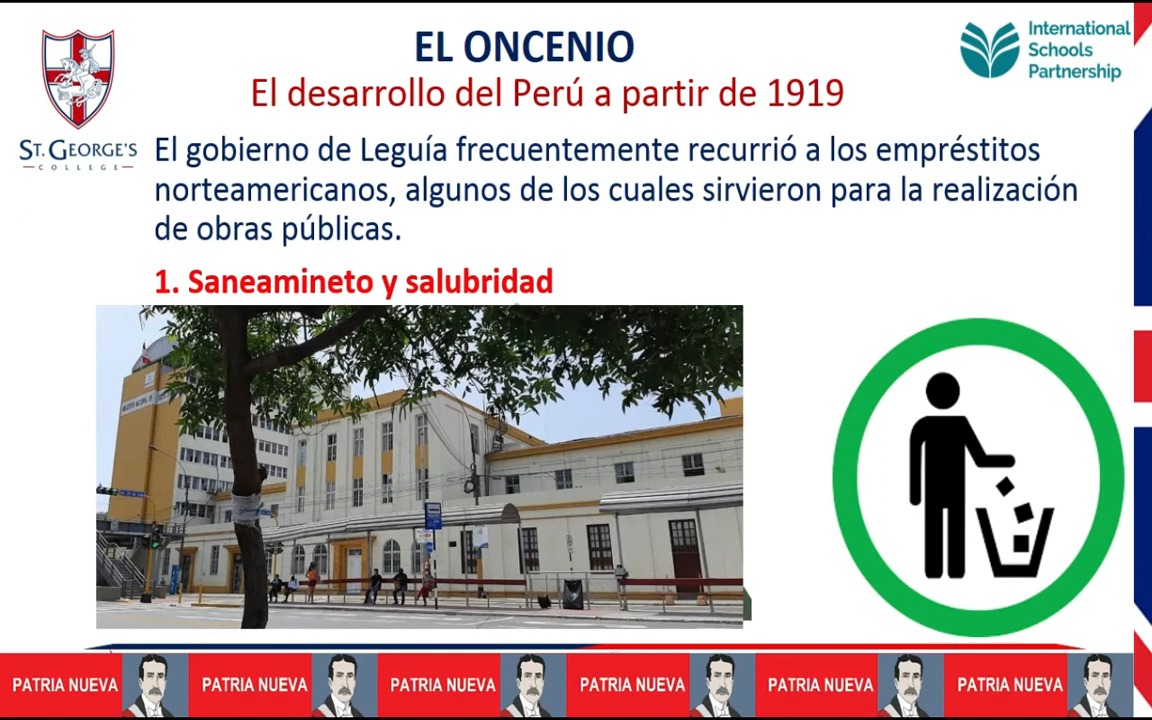 EL ONCENIO
El desarrollo del Perú a partir de 1919
International
Schools
Partnership
ST. GEORGE'S
COLLEGE
El gobierno de Leguía frecuentemente recurrió a los empréstitos
norteamericanos, algunos de los cuales sirvieron para la realización
de obras públicas.
1. Saneamineto y salubridad
PATRIA NUEVA
PATRIA NUEVA
PATRIA NUEVA
PATRIA NUEVA
PATRIA NUEVA
PATRIA NUEVA